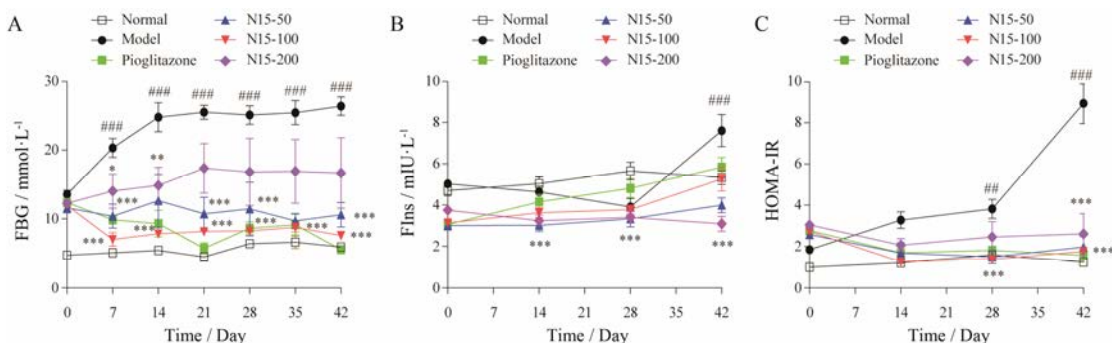 A
Normal
Model
Pioglitazone
N15-50
N15-100
N15-200
FBG / mmol·L-1
30
20
10
0
###
###
###
###
###
###
*
**
***
***
***
***
***
***
***
***
***
***
***
0 7 14 21 28 35 42
Time / Day
B
Normal
Model
Pioglitazone
N15-50
N15-100
N15-200
FIns / mIU·L-1
10
8
6
4
2
0
###
***
***
***
0 7 14 21 28 35 42
Time / Day
C
Normal
Model
Pioglitazone
N15-50
N15-100
N15-200
HOMA-IR
10
8
6
4
2
0
##
###
***
***
***
0 7 14 21 28 35 42
Time / Day